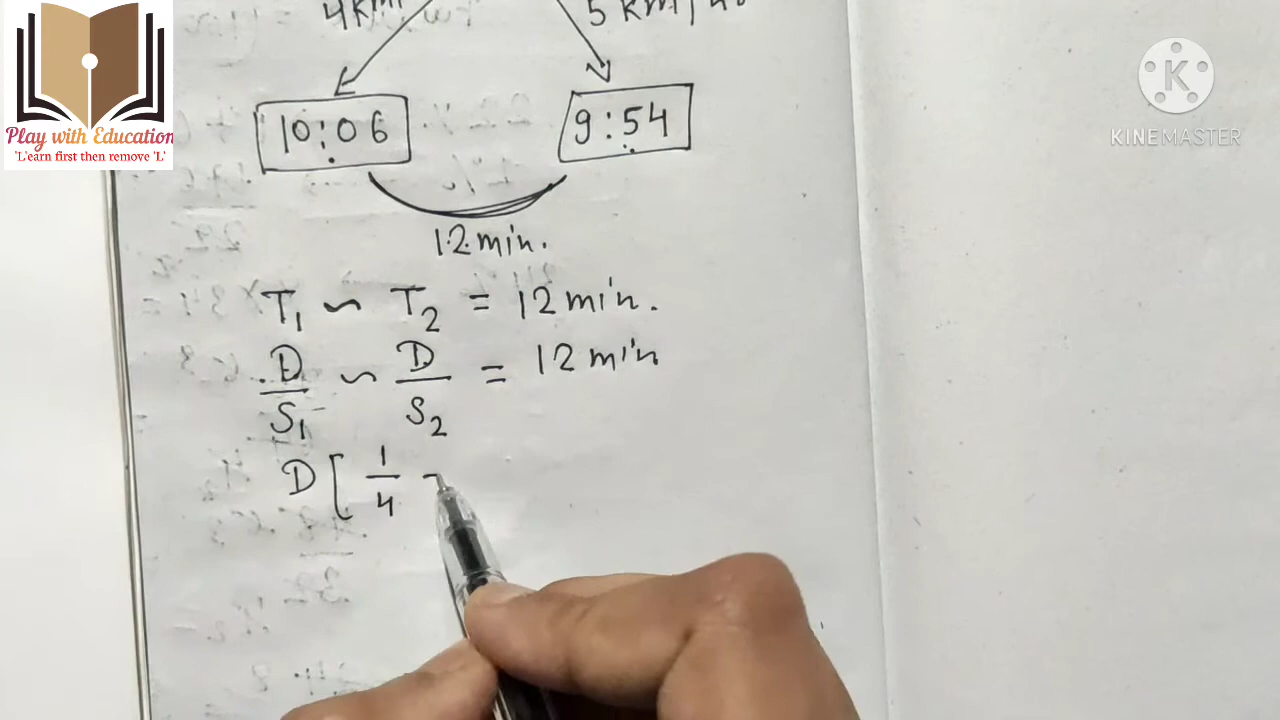 4km/ 5 km/h.
10:06 9:54
12 min.
T1 ~ T2 = 12 min.
D/S1 ~ D/S2 = 12 min
D [ 1/4 -
Play with Education
'L'earn first then remove 'L'
K
KINEMASTER